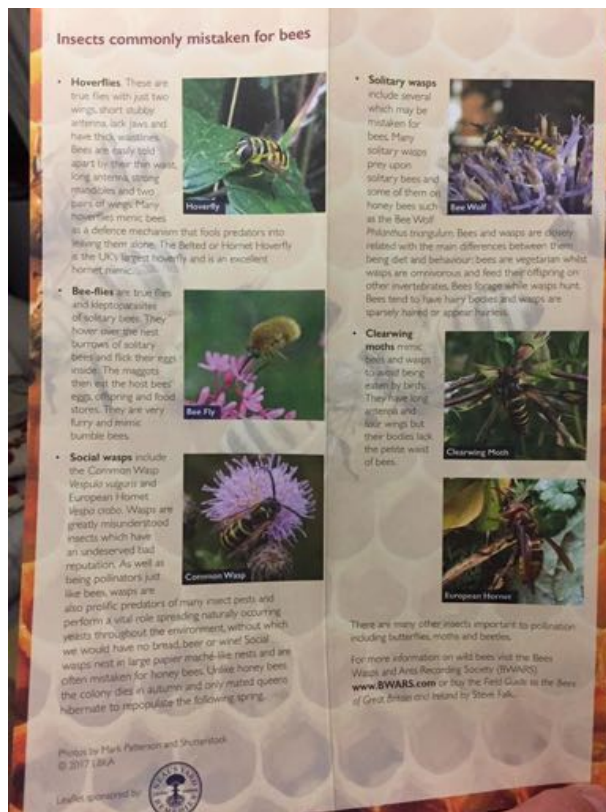 Insects commonly mistaken for bees
• Hoverflies. These are
true flies with just two
wings, short stubby
antenna, lack jaws and
have thick waistlines.
Bees are easily told
apart by their thin waist,
long antenna, strong
mandibles and two
pairs of wings. Many
hoverflies mimic bees
as a defence mechanism that fools predators into
leaving them alone. The Belted or Hornet Hoverfly
is the UK's largest hoverfly and is an excellent
hornet mimic.
Hoverfly
• Bee-flies are true flies
and kleptoparasites
of solitary bees. They
hover over the nest
burrows of solitary
bees and flick their eggs
inside. The maggots
then eat the host bees'
eggs, offspring and food
stores. They are very
furry and mimic
bumble bees.
Bee Fly
• Social wasps include
the Common Wasp
Vespula vulgaris and
European Hornet
Vespa crabo. Wasps are
greatly misunderstood
insects which have
an undeserved bad
reputation. As well as
being pollinators just
like bees, wasps are
also prolific predators of many insect pests and
perform a vital role spreading naturally occurring
yeasts throughout the environment, without which
we would have no bread, beer or wine! Social
wasps nest in large papier maché-like nests and are
often mistaken for honey bees. Unlike honey bees
the colony dies in autumn and only mated queens
hibernate to repopulate the following spring.
Common Wasp
Photos by Mark Patterson and Shutterstock
© 2017 LBKA
Leaflet sponsored by
NEAL'S YARD
REMEDIES
• Solitary wasps
include several
which may be
mistaken for
bees. Many
solitary wasps
prey upon
solitary bees and
some of them on
honey bees such
as the Bee Wolf
Philanthus triangulum. Bees and wasps are closely
related with the main differences between them
being diet and behaviour: bees are vegetarian whilst
wasps are omnivorous and feed their offspring on
other invertebrates. Bees forage while wasps hunt.
Bees tend to have hairy bodies and wasps are
sparsely haired or appear hairless.
Bee Wolf
• Clearwing
moths mimic
bees and wasps
to avoid being
eaten by birds.
They have long
antenna and
four wings but
their bodies lack
the petite waist
of bees.
Clearwing Moth
European Hornet
There are many other insects important to pollination
including butterflies, moths and beetles.
For more information on wild bees visit the Bees
Wasps and Ants Recording Society (BWARS)
www.BWARS.com or buy the Field Guide to the Bees
of Great Britain and Ireland by Steve Falk.